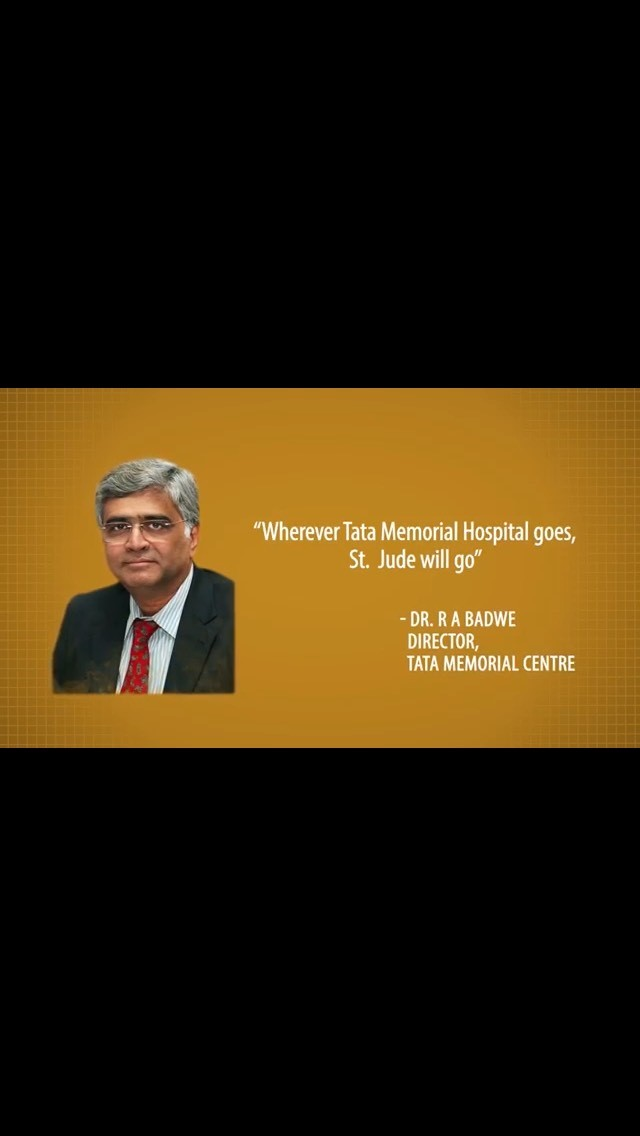 “Wherever Tata Memorial Hospital goes,
St. Jude will go”
- DR. R A BADWE
DIRECTOR,
TATA MEMORIAL CENTRE